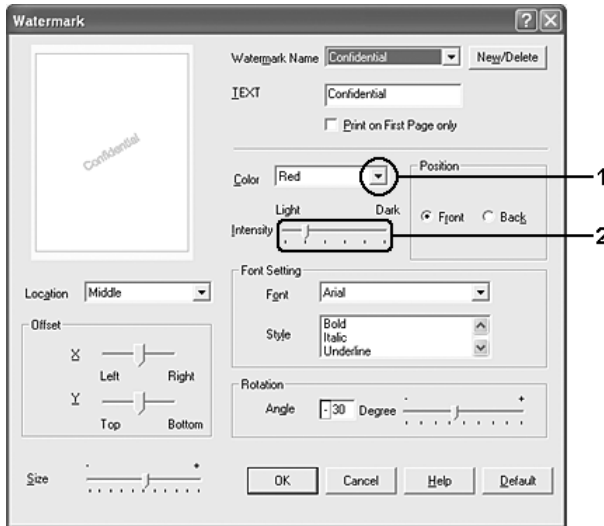 Watermark
Watermark Name Confidential New/Delete
TEXT Confidential
Print on First Page only
Confidential
Color Red
Position
1
Light Dark
Front Back
Intensity
2
Font Setting
Location Middle
Font Arial
Offset
Style Bold
Italic
Underline
X
Left Right
Rotation
Y
Angle -30 Degree - +
Top Bottom
Size - +
OK Cancel Help Default